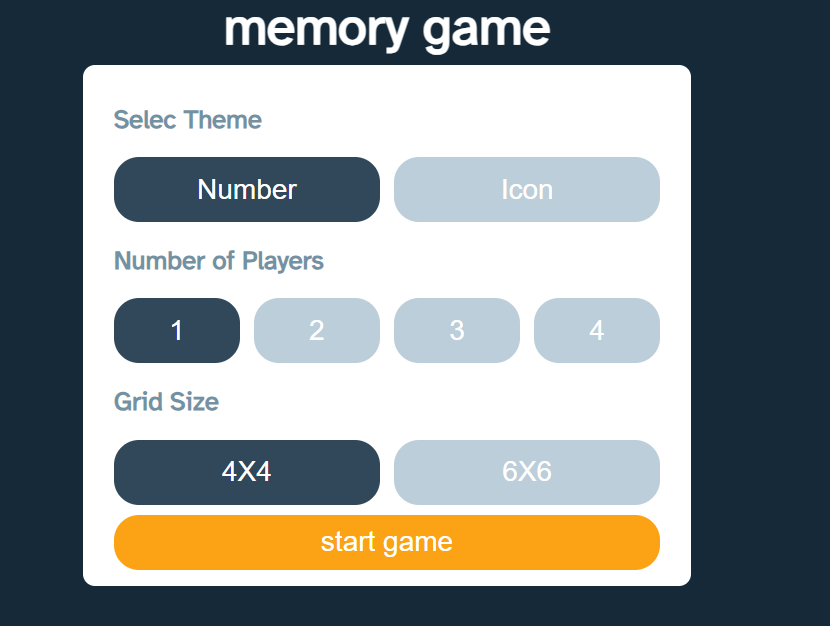 memory game
Selec Theme
Number Icon
Number of Players
1 2 3 4
Grid Size
4X4 6X6
start game